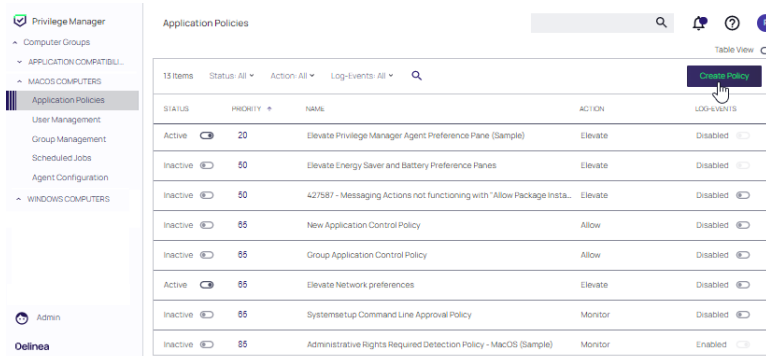 Privilege Manager
Application Policies
Computer Groups
Table View
APPLICATION COMPATIBILI...
13 Items Status: All Action: All Log-Events: All
Create Policy
MACOS COMPUTERS
Application Policies
STATUS PRIORITY NAME ACTION LOG-EVENTS
User Management
Active 20 Elevate Privilege Manager Agent Preference Pane (Sample) Elevate Disabled
Group Management
Scheduled Jobs
Inactive 50 Elevate Energy Saver and Battery Preference Panes Elevate Disabled
Agent Configuration
Inactive 50 427587 - Messaging Actions not functioning with "Allow Package Insta... Elevate Disabled
WINDOWS COMPUTERS
Inactive 65 New Application Control Policy Allow Disabled
Inactive 65 Group Application Control Policy Allow Disabled
Active 65 Elevate Network preferences Elevate Disabled
Inactive 65 Systemsetup Command Line Approval Policy Monitor Disabled
Admin
Inactive 85 Administrative Rights Required Detection Policy - MacOS (Sample) Monitor Enabled
Delinea